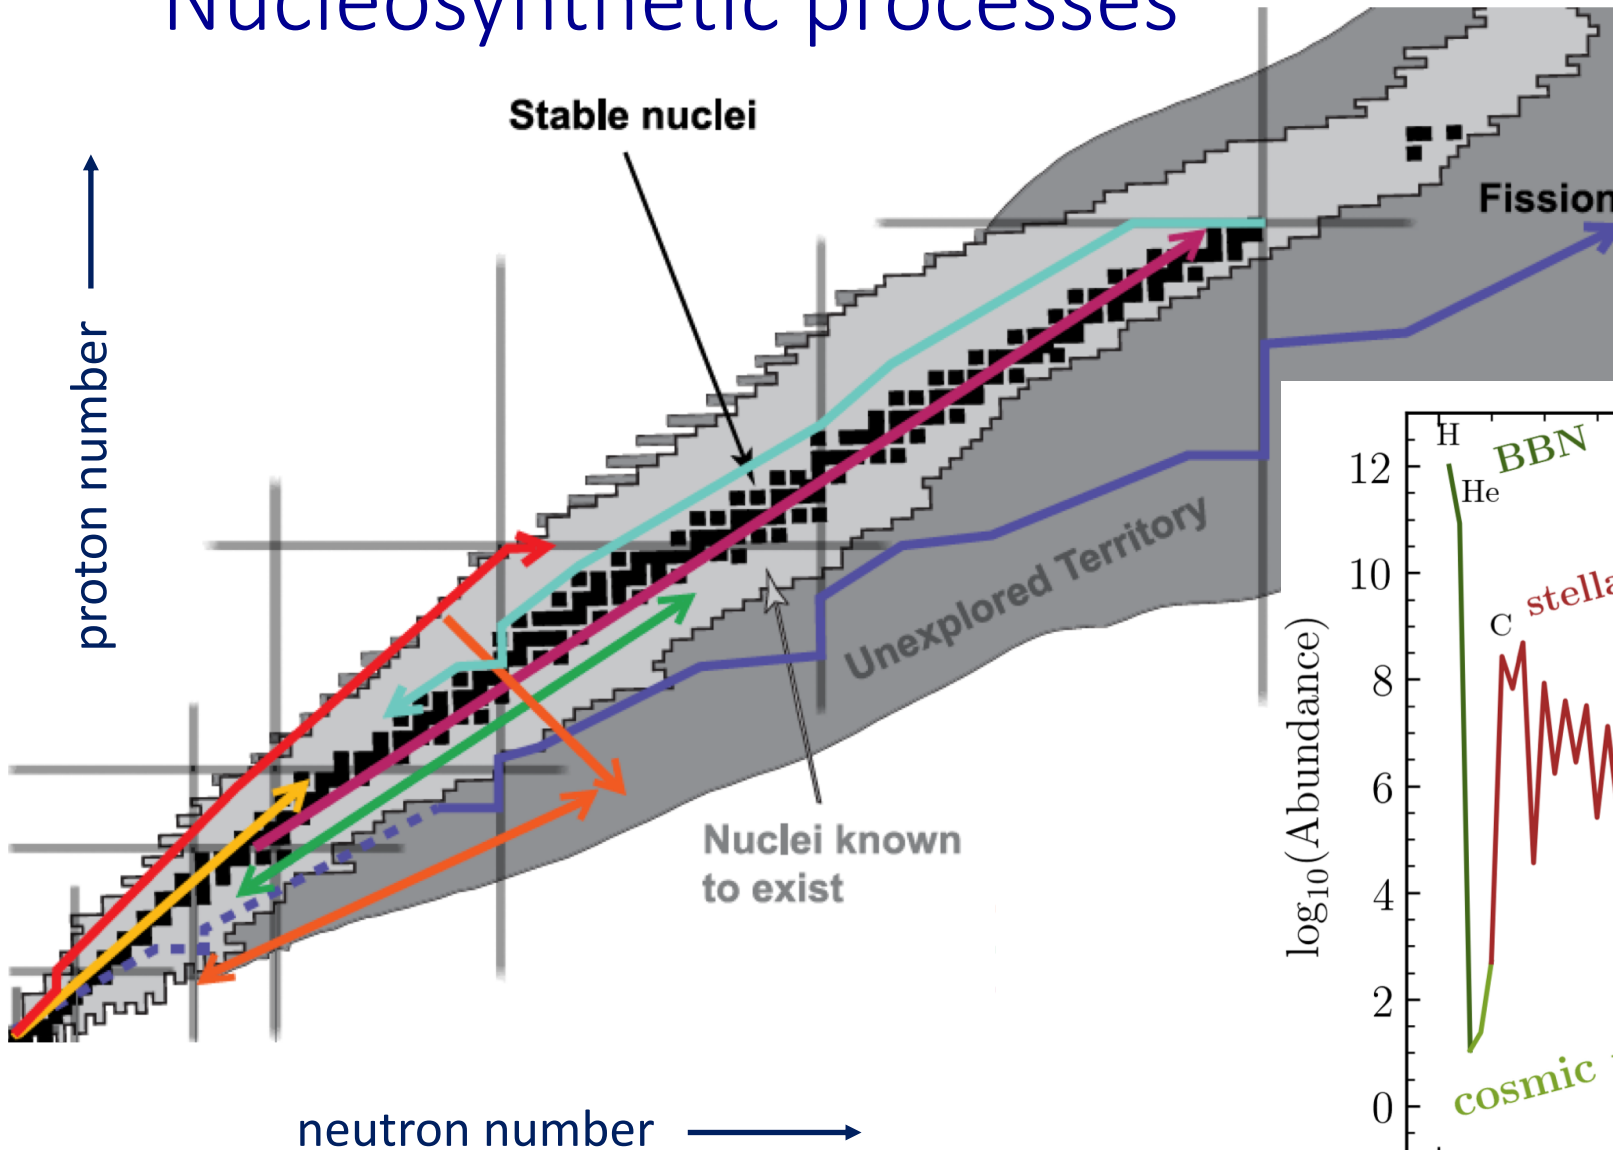 Nucleosynthetic processes
Stable nuclei
Fission
proton number
Unexplored Territory
Nuclei known
to exist
neutron number
H
BBN
He
C
log10(Abundance)
12
10
8
6
4
2
0
cosmic